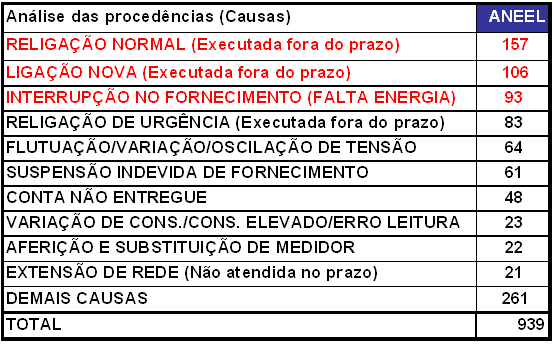 Análise das procedências (Causas) ANEEL
RELIGAÇÃO NORMAL (Executada fora do prazo) 157
LIGAÇÃO NOVA (Executada fora do prazo) 106
INTERRUPÇÃO NO FORNECIMENTO (FALTA ENERGIA) 93
RELIGAÇÃO DE URGÊNCIA (Executada fora do prazo) 83
FLUTUAÇÃO/VARIAÇÃO/OSCILAÇÃO DE TENSÃO 64
SUSPENSÃO INDEVIDA DE FORNECIMENTO 61
CONTA NÃO ENTREGUE 48
VARIAÇÃO DE CONS./CONS. ELEVADO/ERRO LEITURA 23
AFERIÇÃO E SUBSTITUIÇÃO DE MEDIDOR 22
EXTENSÃO DE REDE (Não atendida no prazo) 21
DEMAIS CAUSAS 261
TOTAL 939